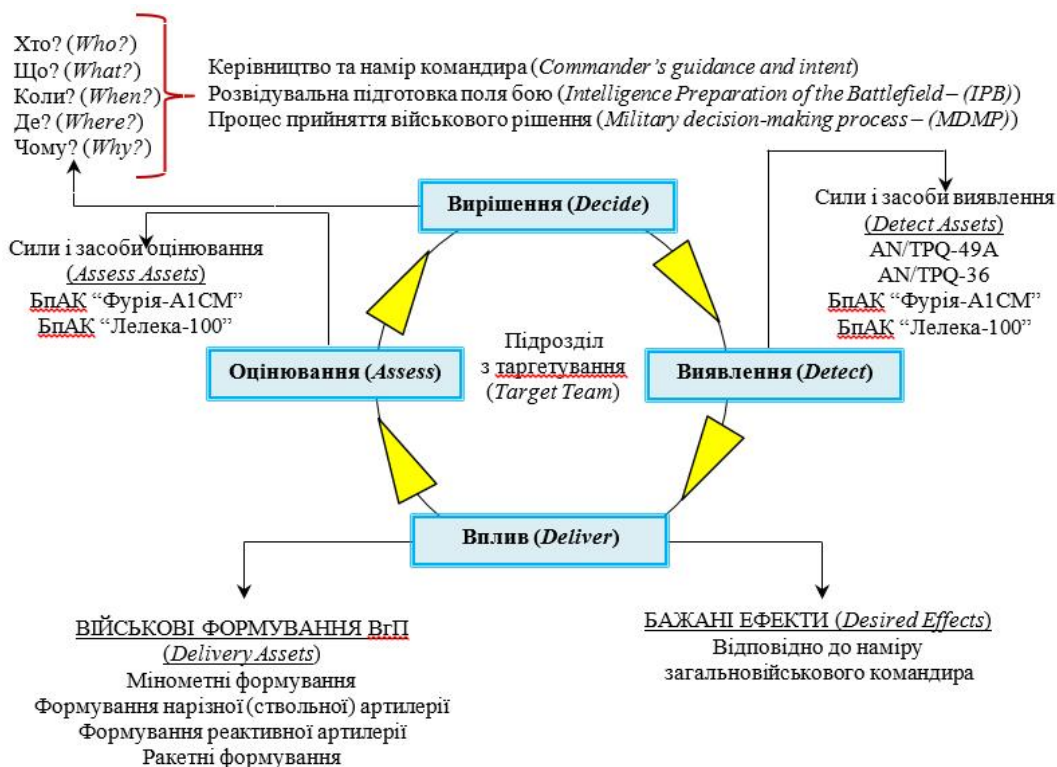 Хто? (Who?)
Що? (What?)
Коли? (When?)
Де? (Where?)
Чому? (Why?)
Керівництво та намір командира (Commander's guidance and intent)
Розвідувальна підготовка поля бою (Intelligence Preparation of the Battlefield – (IPB))
Процес прийняття військового рішення (Military decision-making process – (MDMP))
Вирішення (Decide)
Сили і засоби виявлення
(Detect Assets)
AN/TPQ-49A
AN/TPQ-36
БпАК “Фурія-А1СМ”
БпАК “Лелека-100”
Сили і засоби оцінювання
(Assess Assets)
БпАК “Фурія-А1СМ”
БпАК “Лелека-100”
Оцінювання (Assess)
Підрозділ
з таргетування
(Target Team)
Виявлення (Detect)
Вплив (Deliver)
ВІЙСЬКОВІ ФОРМУВАННЯ ВгП
(Delivery Assets)
Мінометні формування
Формування нарізної (ствольної) артилерії
Формування реактивної артилерії
Ракетні формування
БАЖАНІ ЕФЕКТИ (Desired Effects)
Відповідно до наміру
загальновійськового командира